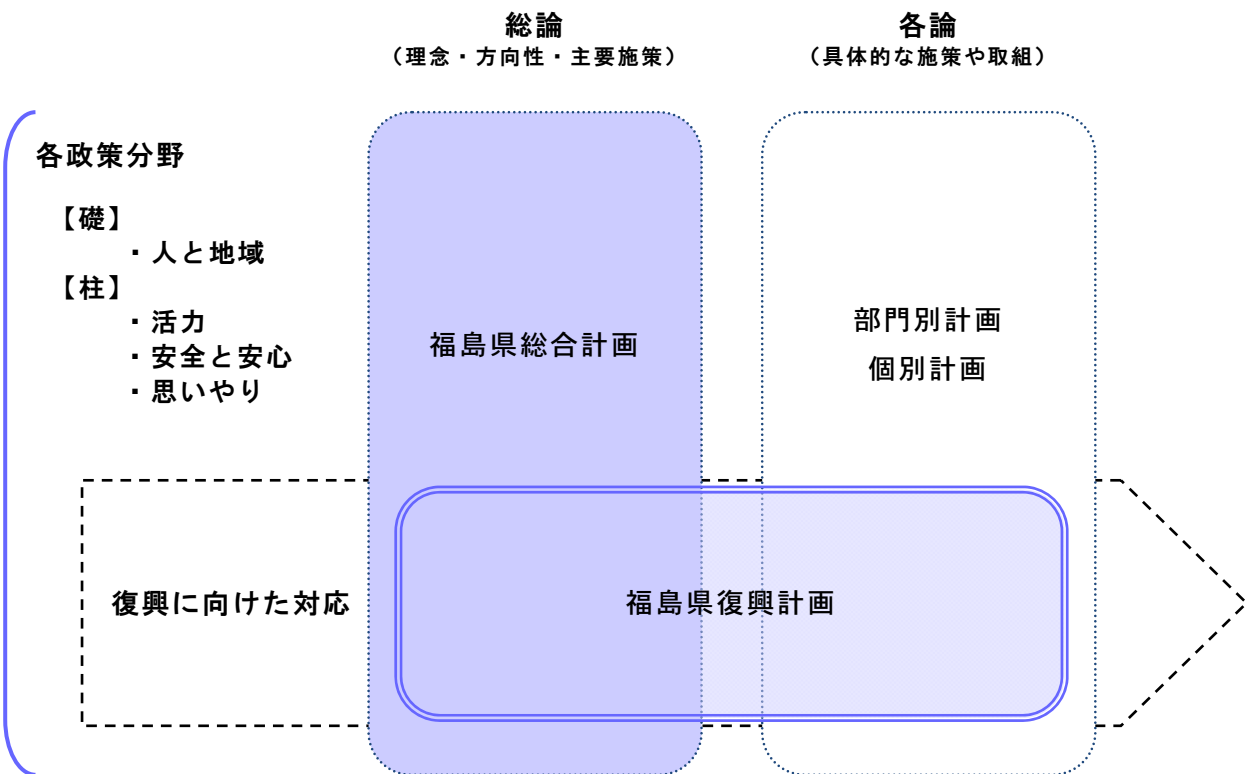 総論
（理念・方向性・主要施策）
各論
（具体的な施策や取組）
各政策分野
【礎】
・人と地域
【柱】
・活力
・安全と安心
・思いやり
福島県総合計画
部門別計画
個別計画
復興に向けた対応
福島県復興計画